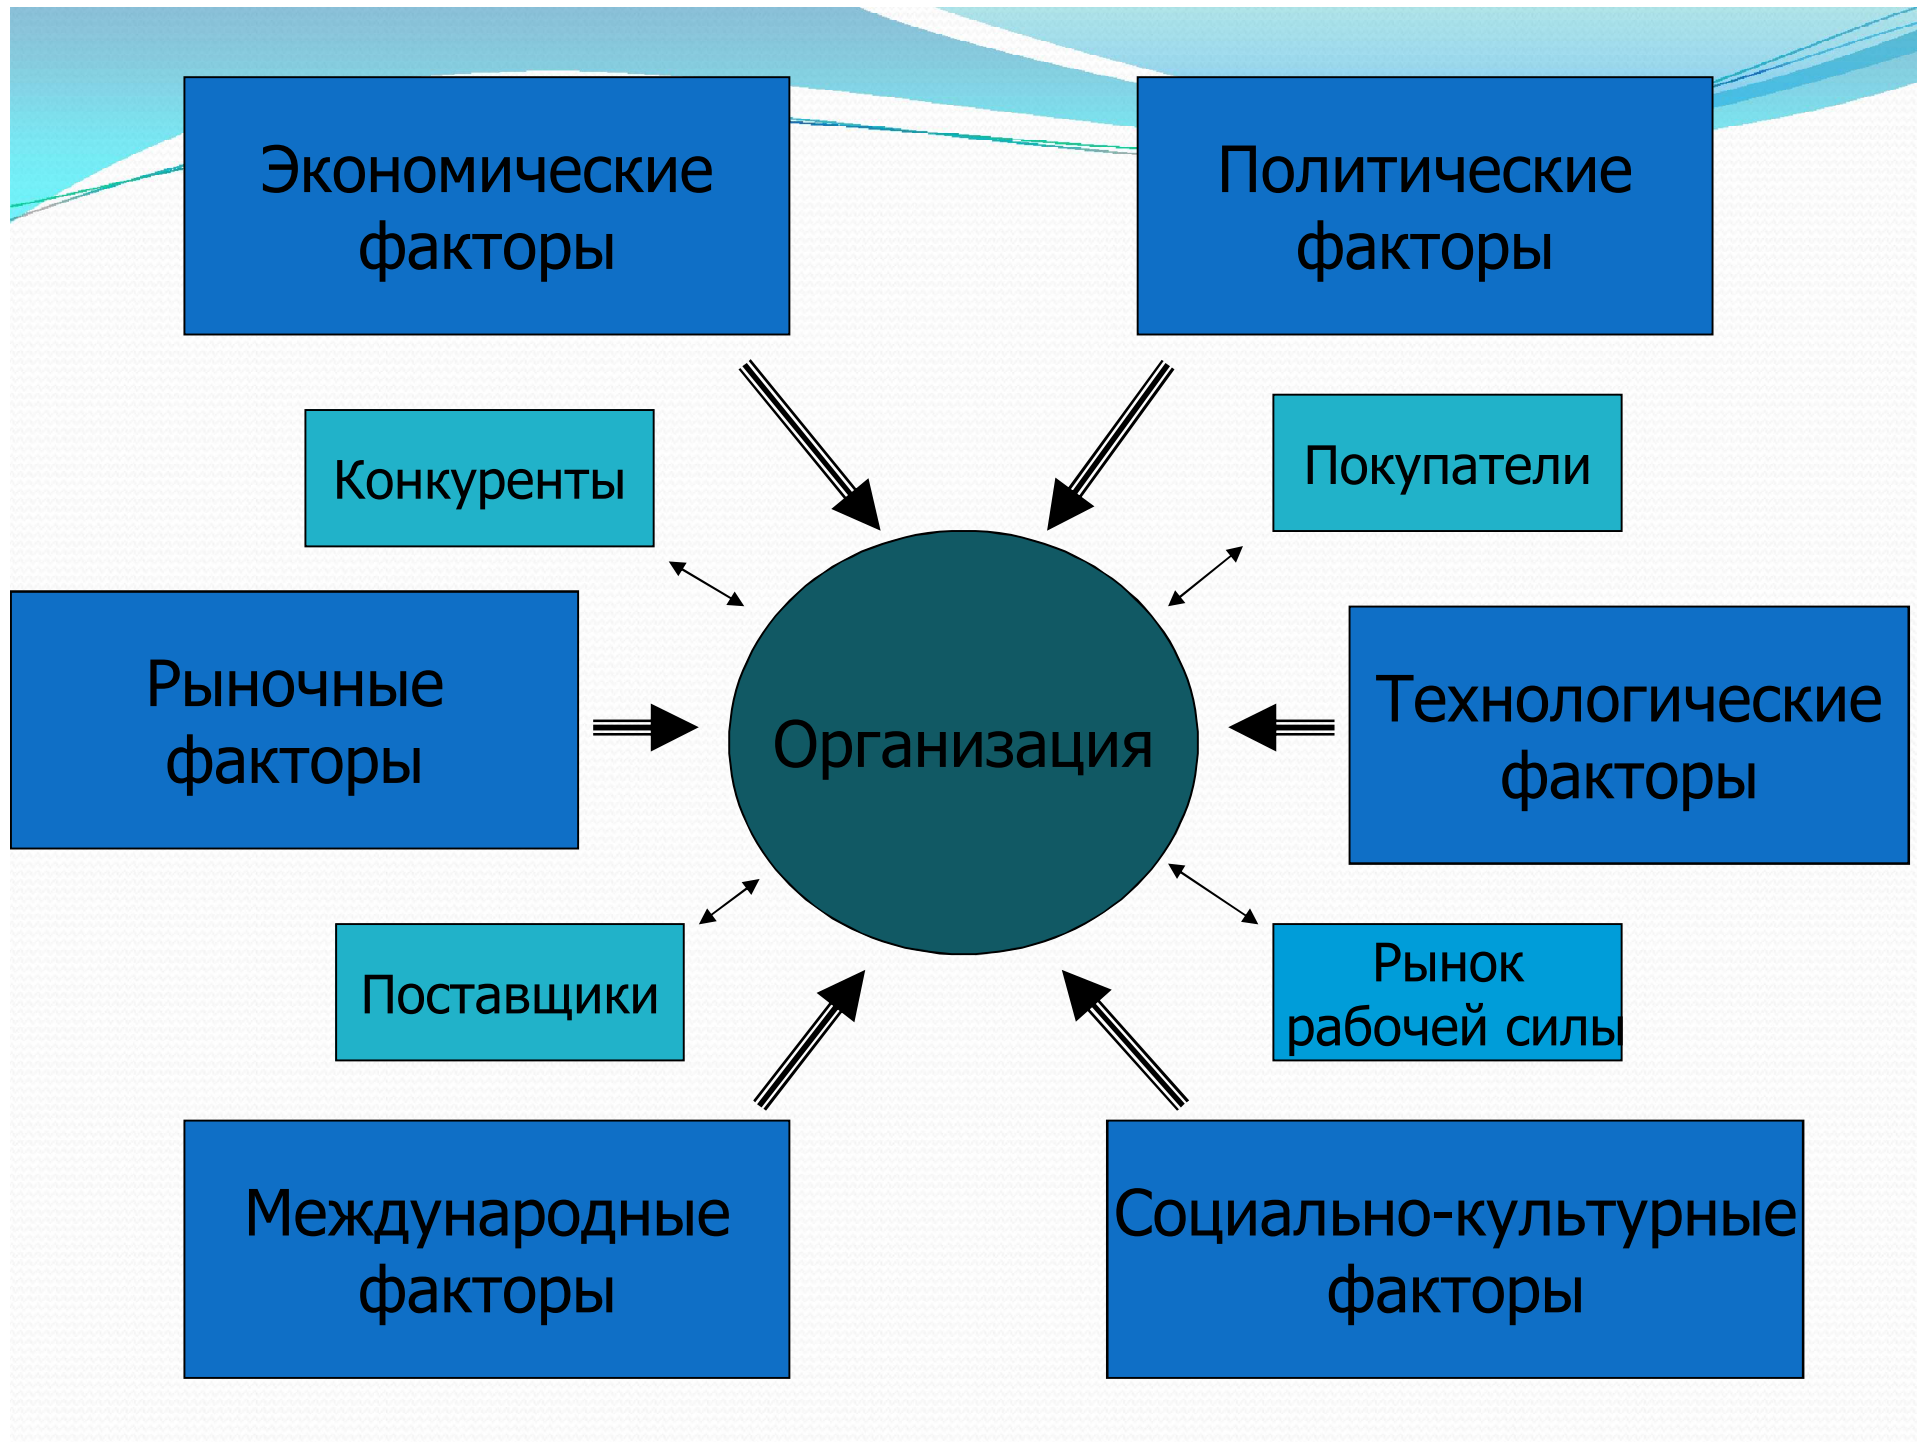 Экономические
факторы
Политические
факторы
Конкуренты
Покупатели
Рыночные
факторы
Организация
Технологические
факторы
Поставщики
Рынок
рабочей силы
Международные
факторы
Социально-культурные
факторы